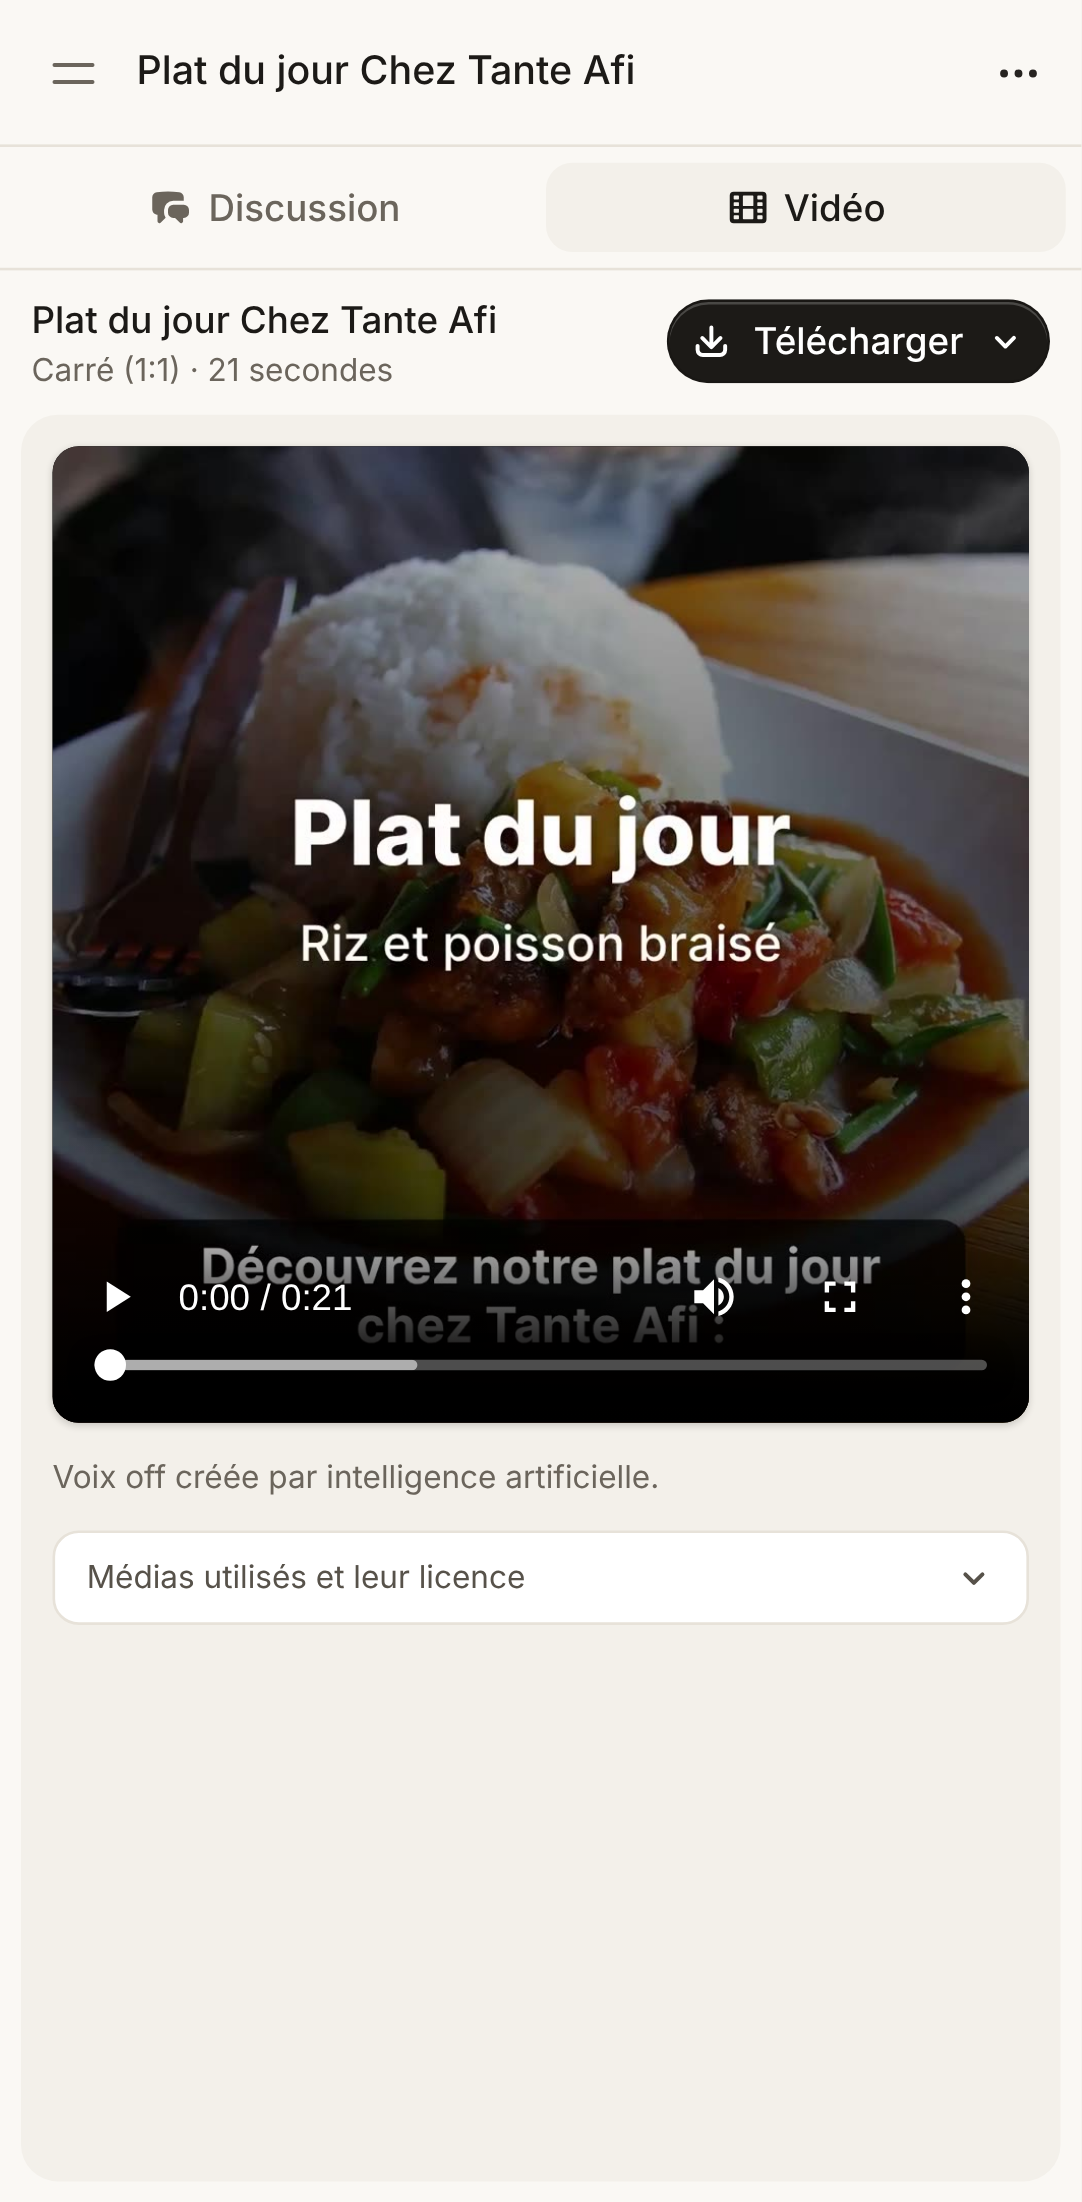 Plat du jour Chez Tante Afi
Discussion
Vidéo
Plat du jour Chez Tante Afi
Carré (1:1) · 21 secondes
Télécharger
Plat du jour
Riz et poisson braisé
Découvrez notre plat du jour
chez Tante Afi :
0:00 / 0:21
Voix off créée par intelligence artificielle.
Médias utilisés et leur licence